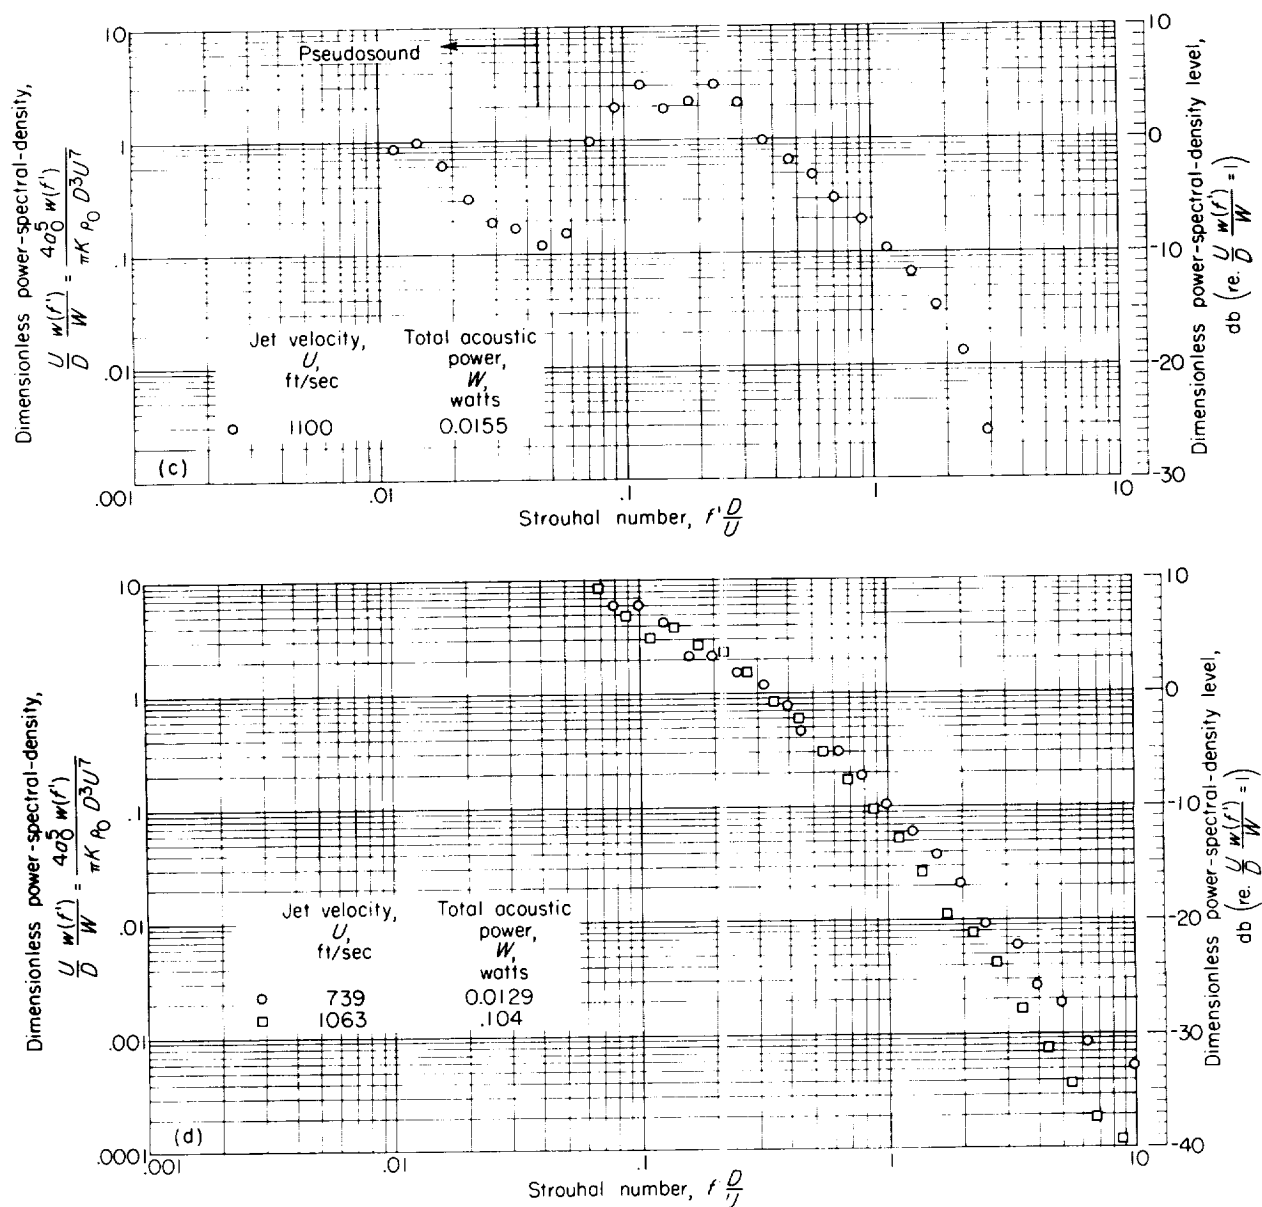 Pseudosound
Dimensionless power-spectral-density,
U/D w(f')/W = 4a₀⁵ w(f')/πK ρ₀ D³U⁷
10
1
.1
.01
10
0
-10
-20
-30
Dimensionless power-spectral-density level,
db (re. U/D w(f')/W = 1)
Jet velocity, Total acoustic
U, power,
ft/sec W,
watts
1100 0.0155
(c)
.001 .01 .1 1 10
Strouhal number, f' D/U
Dimensionless power-spectral-density,
U/D w(f')/W = 4a₀⁵ w(f')/πK ρ₀ D³U⁷
10
1
.1
.01
.001
.0001
10
0
-10
-20
-30
-40
Dimensionless power-spectral-density level,
db (re. U/D w(f')/W = 1)
Jet velocity, Total acoustic
U, power,
ft/sec W,
watts
739 0.0129
1063 .104
(d)
.001 .01 .1 1 10
Strouhal number, f D/U